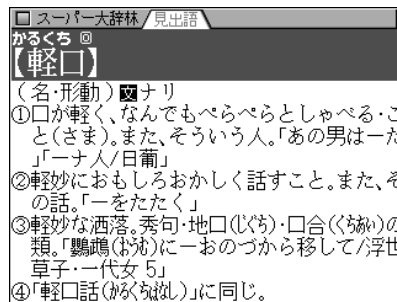 スーパー大辞林 見出語
かるくち ◎
【軽口】
(名・形動)文ナリ
①口が軽く、なんでもぺらぺらとしゃべる・こ
と(さま)。また、そういう人。「あの男はーだ
」「ーナ人/日葡」
②軽妙におもしろおかしく話すこと。また、そ
の話。「ーをたたく」
③軽妙な洒落。秀句・地口(じぐち)・口合(くちあい)の
類。「鸚鵡(おうむ)にーおのづから移して/浮世
草子・一代女 5」
④「軽口話(かるくちばなし)」に同じ。